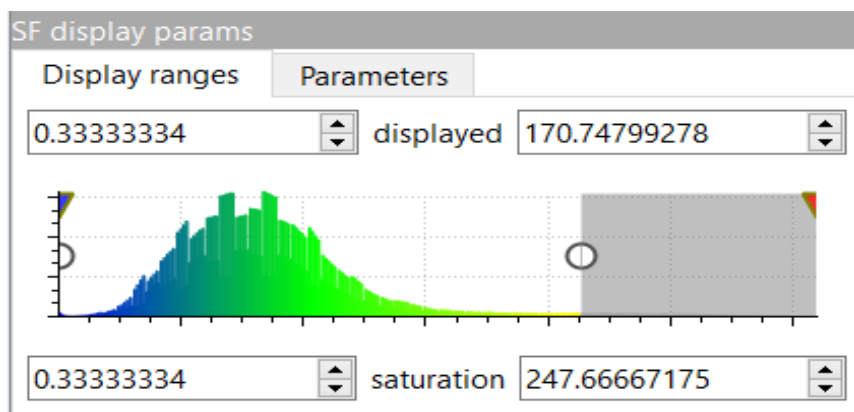 SF display params
Display ranges Parameters
0.33333334 displayed 170.74799278
0.33333334 saturation 247.66667175